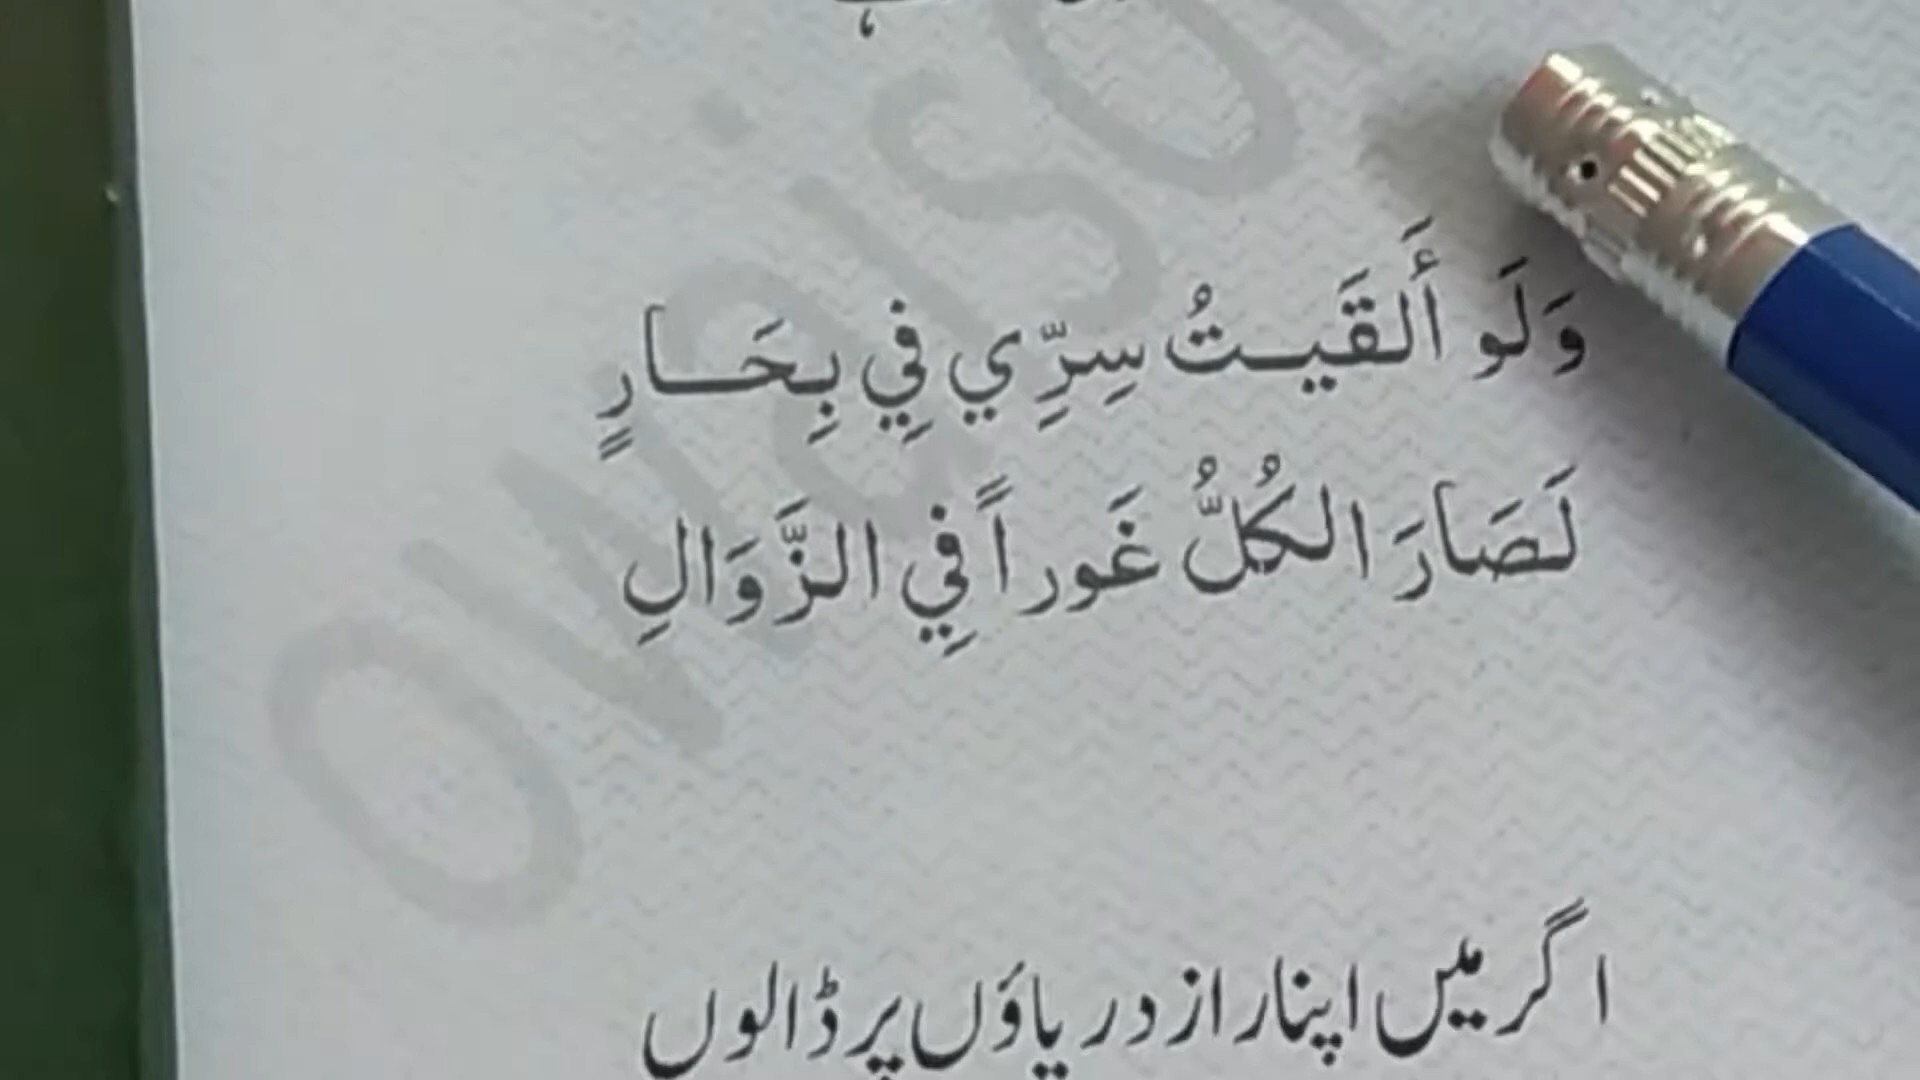 وَلَو أَلقَيتُ سِرِّي فِي بِحَارٍ
لَصَارَ الكُلُّ غَوراً فِي الزَّوَالِ
اگر میں اپنا راز دریاؤں پر ڈالوں